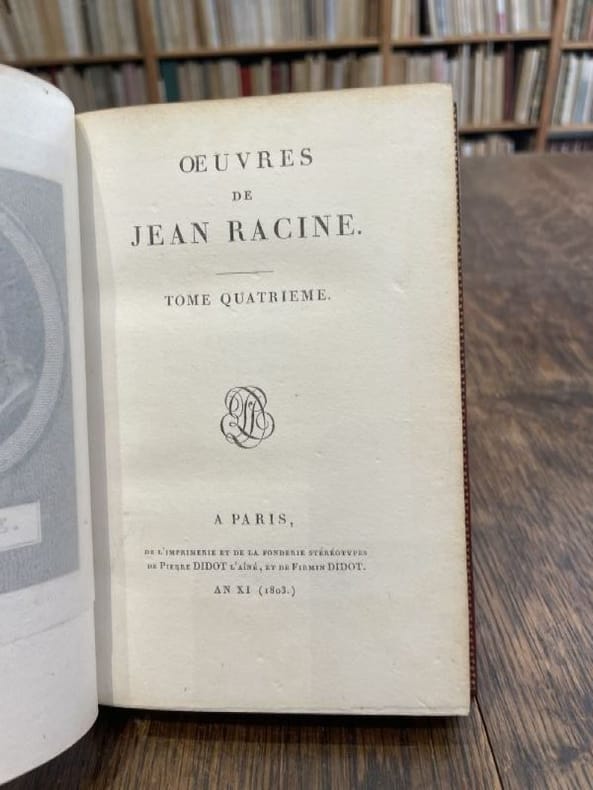 OEUVRES
DE
JEAN RACINE.
TOME QUATRIEME.
A PARIS,
DE L'IMPRIMERIE ET DE LA FONDERIE STÉRÉOTYPES
DE PIERRE DIDOT L'AÎNÉ, ET DE FIRMIN DIDOT.
AN XI (1803.)